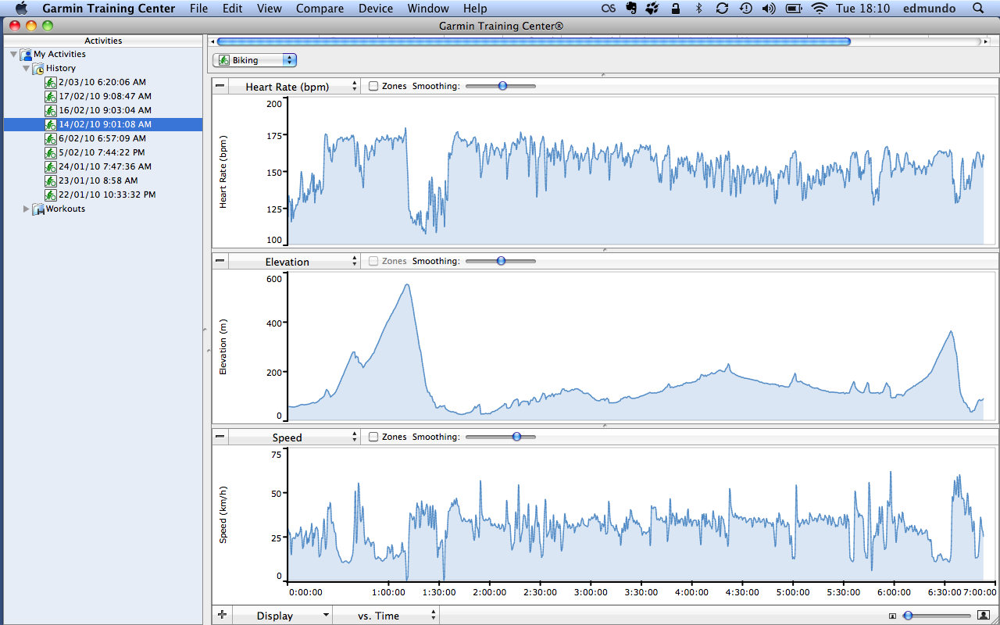 Garmin Training Center File Edit View Compare Device Window Help Tue 18:10 edmundo
Garmin Training Center®
Activities
My Activities
History
2/03/10 6:20:06 AM
17/02/10 9:08:47 AM
16/02/10 9:03:04 AM
14/02/10 9:01:08 AM
6/02/10 6:57:09 AM
5/02/10 7:44:22 PM
24/01/10 7:47:36 AM
23/01/10 8:58 AM
22/01/10 10:33:32 PM
Workouts
Biking
Heart Rate (bpm) Zones Smoothing:
Heart Rate (bpm)
200
175
150
125
100
Elevation Zones Smoothing:
Elevation (m)
600
400
200
0
Speed Zones Smoothing:
Speed (km/h)
75
50
25
0
0:00:00 1:00:00 1:30:00 2:00:00 2:30:00 3:00:00 3:30:00 4:00:00 4:30:00 5:00:00 5:30:00 6:00:00 6:30:00 7:00:00
Display vs. Time